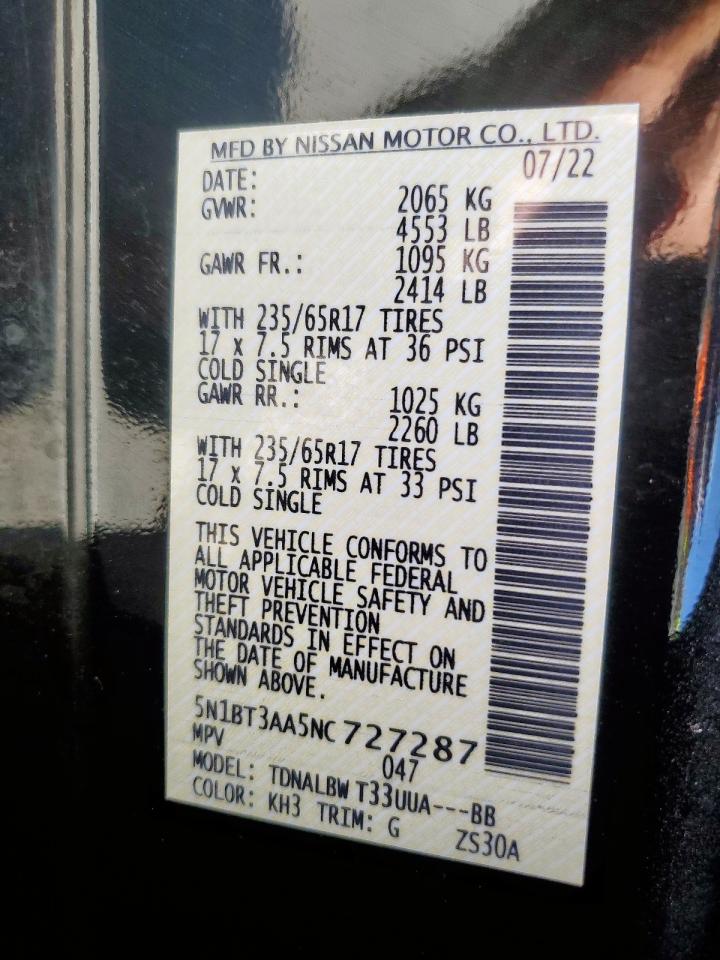 MFD BY NISSAN MOTOR CO., LTD.
DATE: 07/22
GVWR: 2065 KG
4553 LB
GAWR FR.: 1095 KG
2414 LB
WITH 235/65R17 TIRES
17 x 7.5 RIMS AT 36 PSI
COLD SINGLE
GAWR RR.: 1025 KG
2260 LB
WITH 235/65R17 TIRES
17 x 7.5 RIMS AT 33 PSI
COLD SINGLE
THIS VEHICLE CONFORMS TO
ALL APPLICABLE FEDERAL
MOTOR VEHICLE SAFETY AND
THEFT PREVENTION
STANDARDS IN EFFECT ON
THE DATE OF MANUFACTURE
SHOWN ABOVE.
5N1BT3AA5NC727287
MPV 047
MODEL: TDNALBW T33UUA---BB
COLOR: KH3 TRIM: G ZS30A